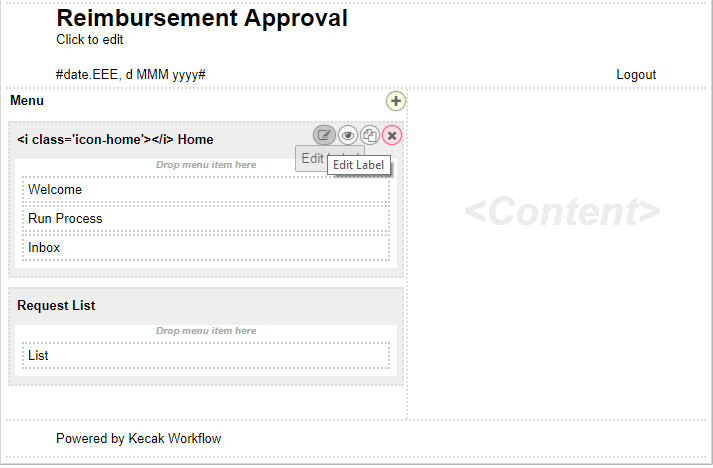 Reimbursement Approval
Click to edit
#date.EEE, d MMM yyyy#
Logout
Menu
<i class='icon-home'></i> Home
Edit Label
Drop menu item here
Edit Label
Welcome
Run Process
Inbox
<Content>
Request List
Drop menu item here
List
Powered by Kecak Workflow